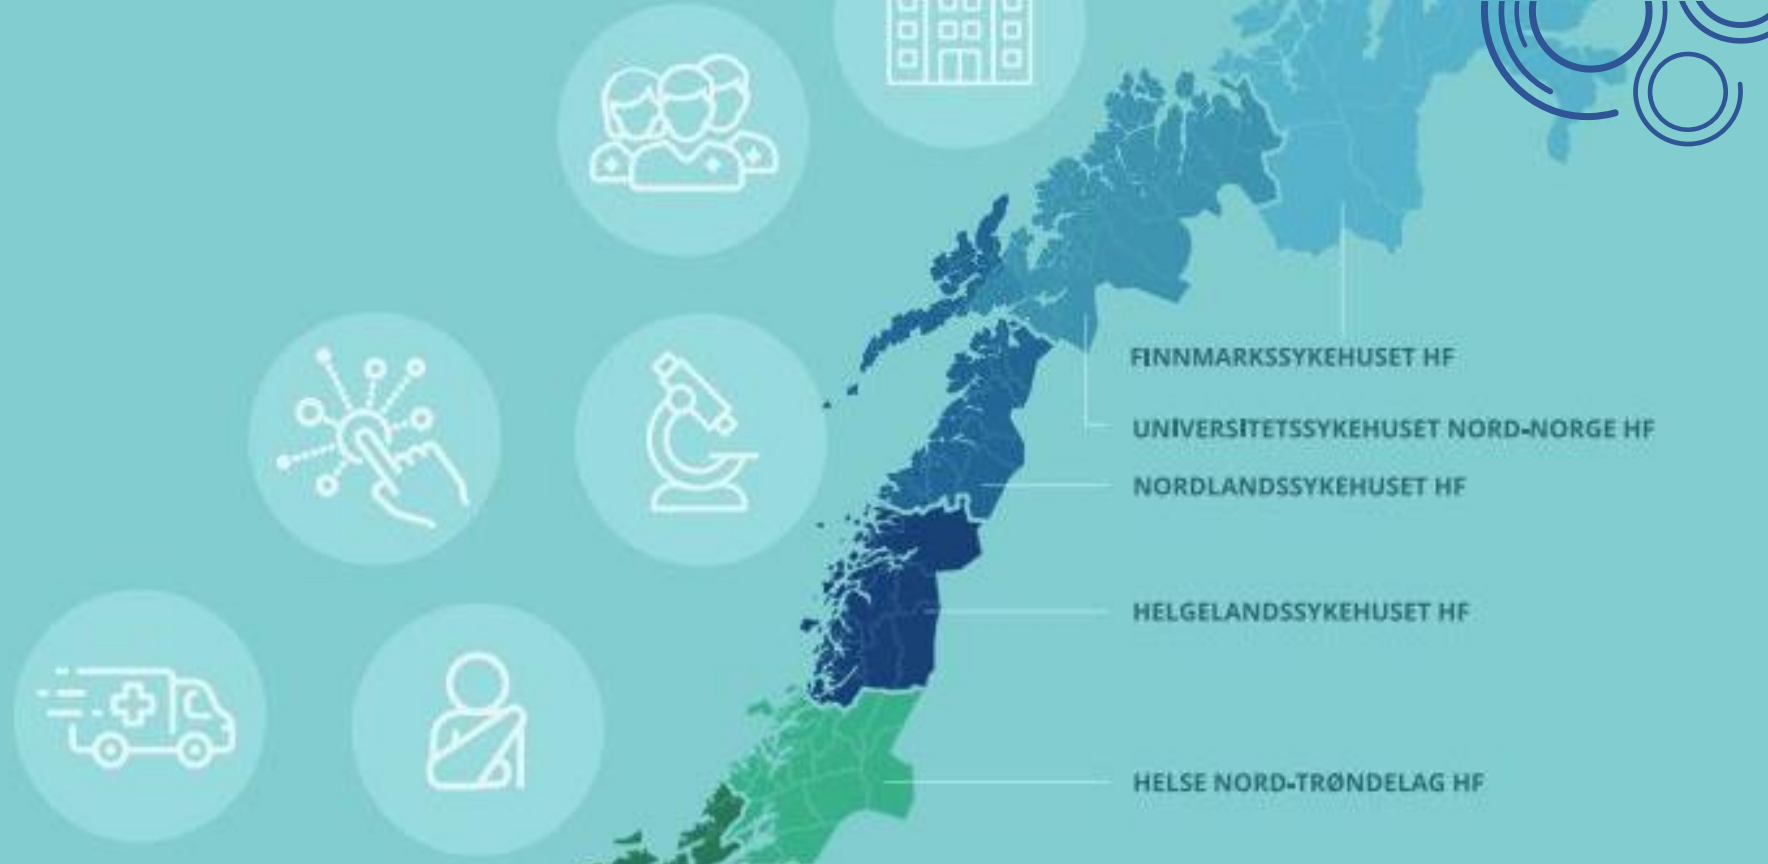 FINNMARKSSYKEHUSET HF
UNIVERSITETSSYKEHUSET NORD-NORGE HF
NORDLANDSSYKEHUSET HF
HELGELANDSSYKEHUSET HF
HELSE NORD-TRØNDELAG HF